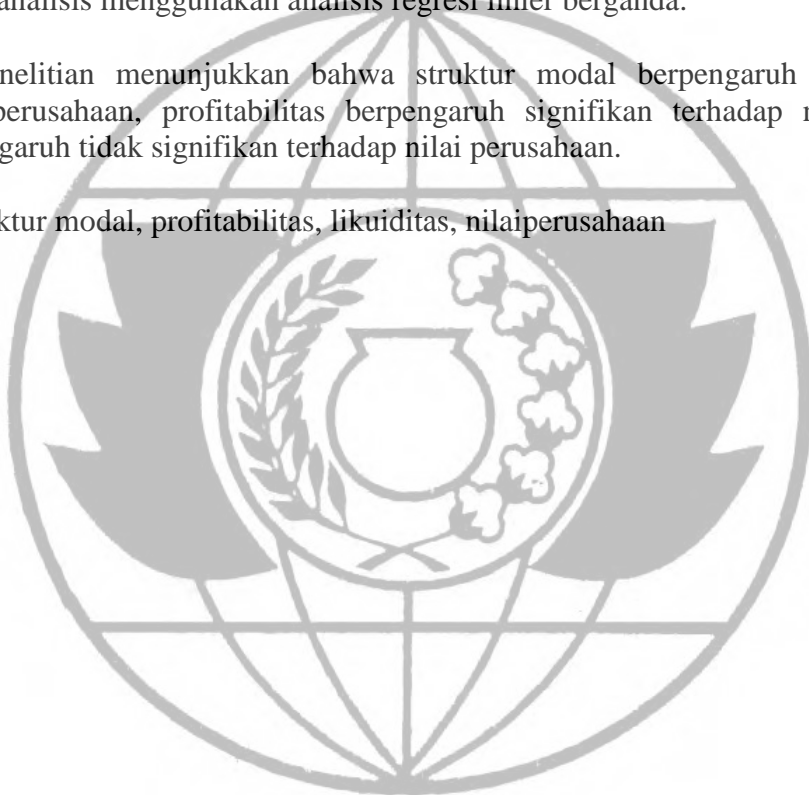 analisis menggunakan analisis regresi linier berganda.
nelitian menunjukkan bahwa struktur modal berpengaruh
perusahaan, profitabilitas berpengaruh signifikan terhadap
garuh tidak signifikan terhadap nilai perusahaan.
ktur modal, profitabilitas, likuiditas, nilaiperusahaan